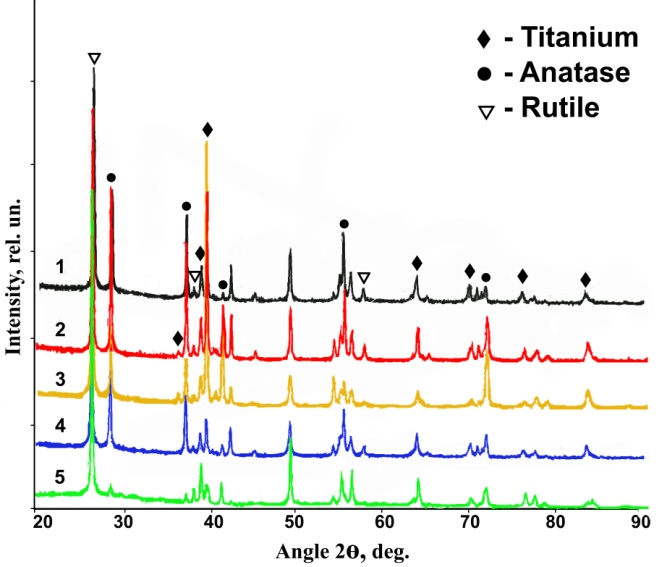 ♦ - Titanium
● - Anatase
▽ - Rutile
Intensity, rel. un.
1
2
3
4
5
20 30 40 50 60 70 80 90
Angle 2ϴ, deg.